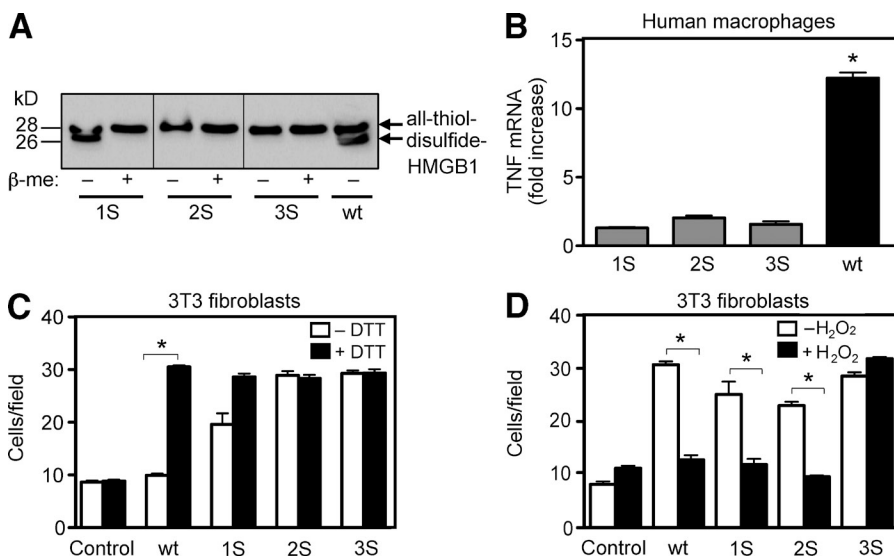 A
kD
28
26
all-thiol-
disulfide-
HMGB1
β-me: – + – + – + –
1S 2S 3S wt
B
Human macrophages
TNF mRNA
(fold increase)
15
10
5
0
*
1S 2S 3S wt
C
3T3 fibroblasts
Cells/field
40
30
20
10
0
– DTT
+ DTT
*
Control wt 1S 2S 3S
D
3T3 fibroblasts
Cells/field
40
30
20
10
0
–H₂O₂
+H₂O₂
* * *
Control wt 1S 2S 3S